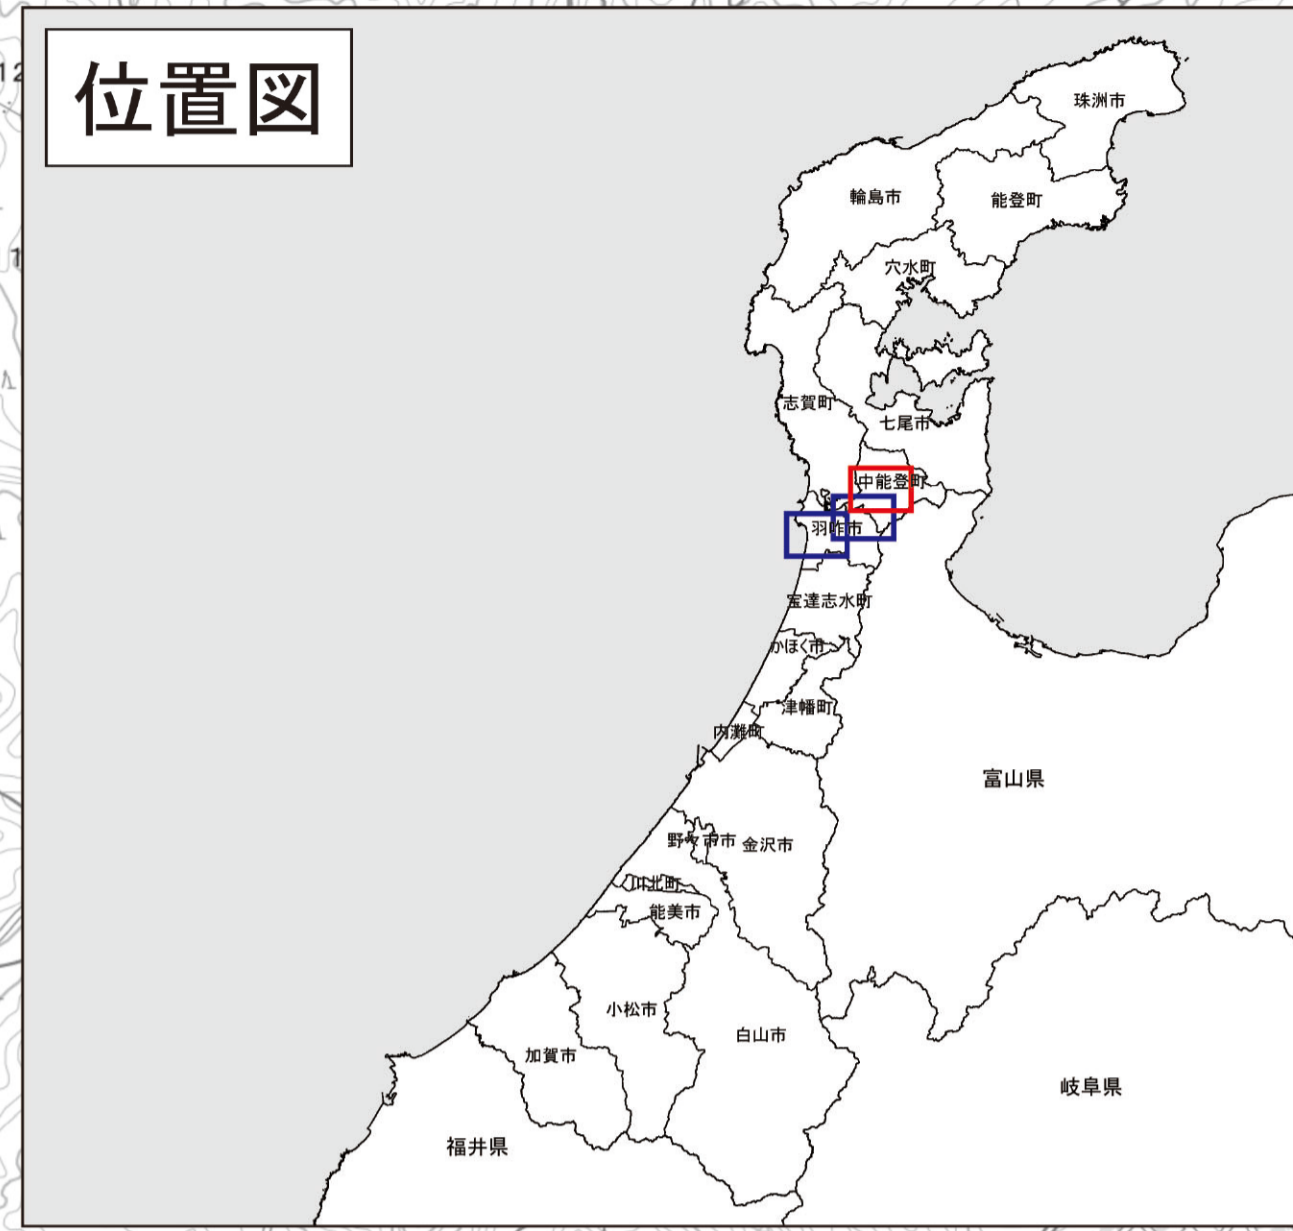 位置図
12
1
珠洲市
輪島市
能登町
穴水町
志賀町
七尾市
中能登町
羽咋市
宝達志水町
かほく市
津幡町
内灘町
富山県
野々市市
金沢市
川北町
能美市
小松市
白山市
加賀市
岐阜県
福井県